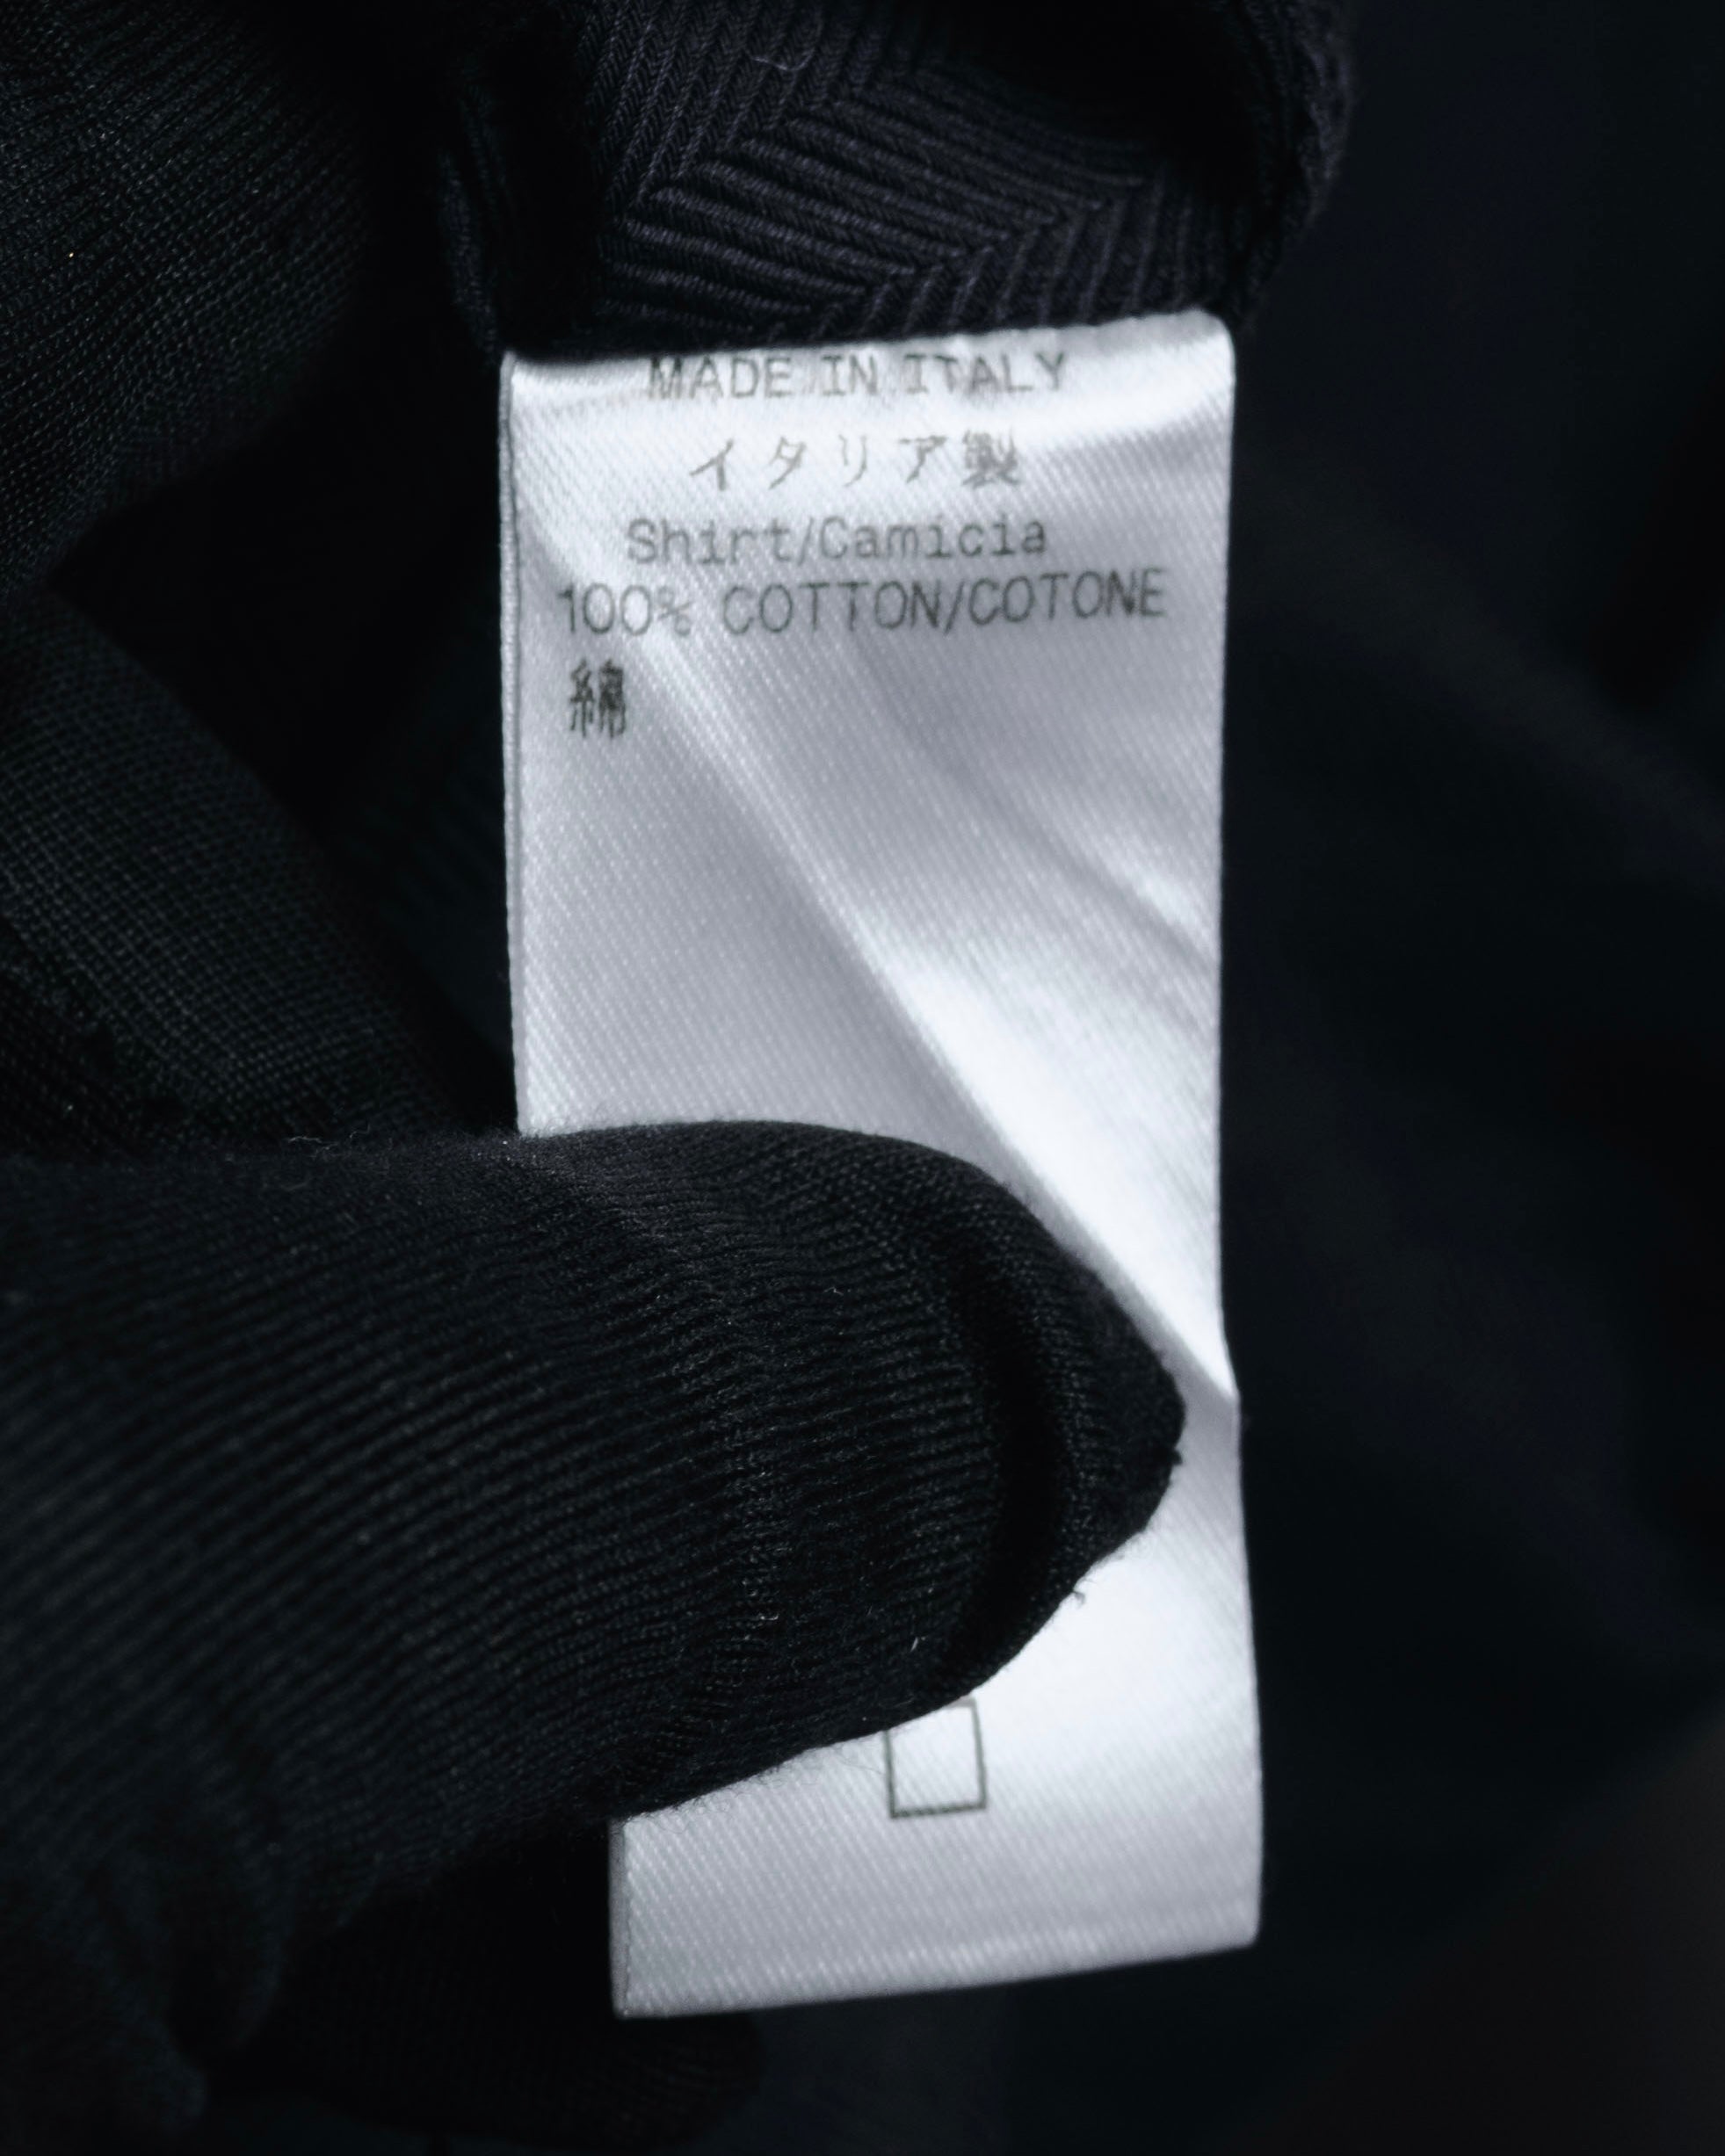 MADE IN ITALY
イタリア製
Shirt/Camicia
100% COTTON/COTONE
綿